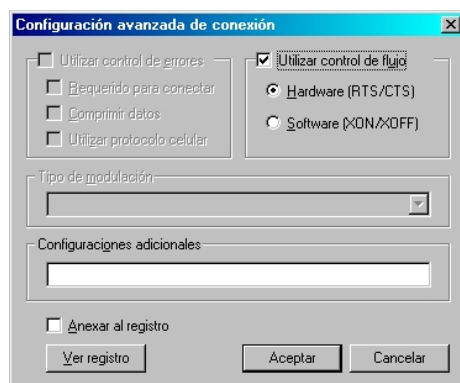 Configuración avanzada de conexión
Utilizar control de errores
Requerido para conectar
Comprimir datos
Utilizar protocolo celular
Utilizar control de flujo
Hardware (RTS/CTS)
Software (XON/XOFF)
Tipo de modulación
Configuraciones adicionales
Anexar al registro
Ver registro
Aceptar
Cancelar